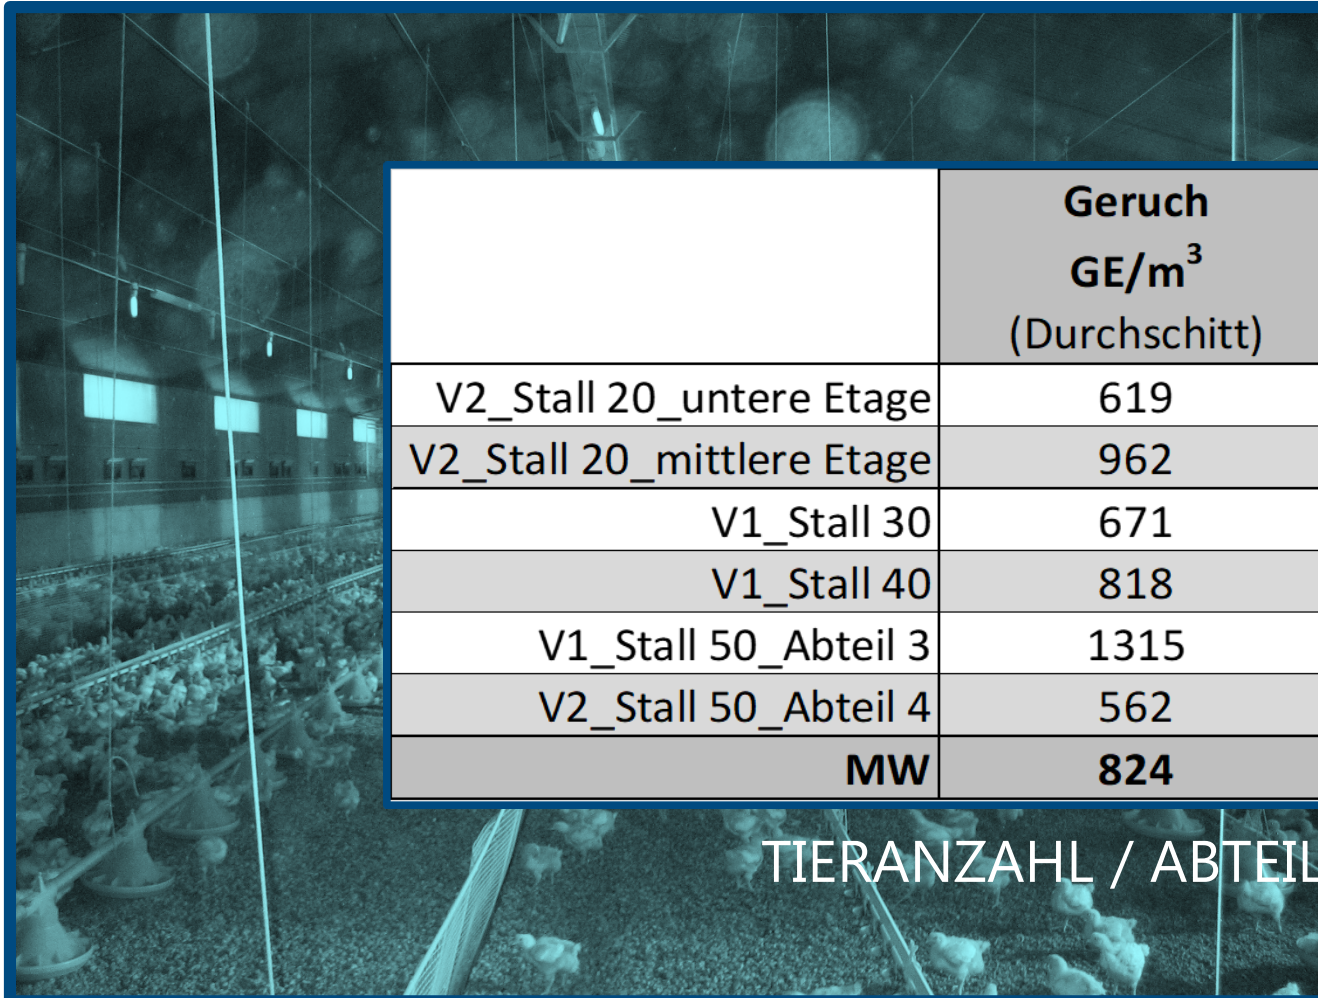 Geruch
GE/m³
(Durchschitt)
V2_Stall 20_untere Etage 619
V2_Stall 20_mittlere Etage 962
V1_Stall 30 671
V1_Stall 40 818
V1_Stall 50_Abteil 3 1315
V2_Stall 50_Abteil 4 562
MW 824
TIERANZAHL / ABTEIL